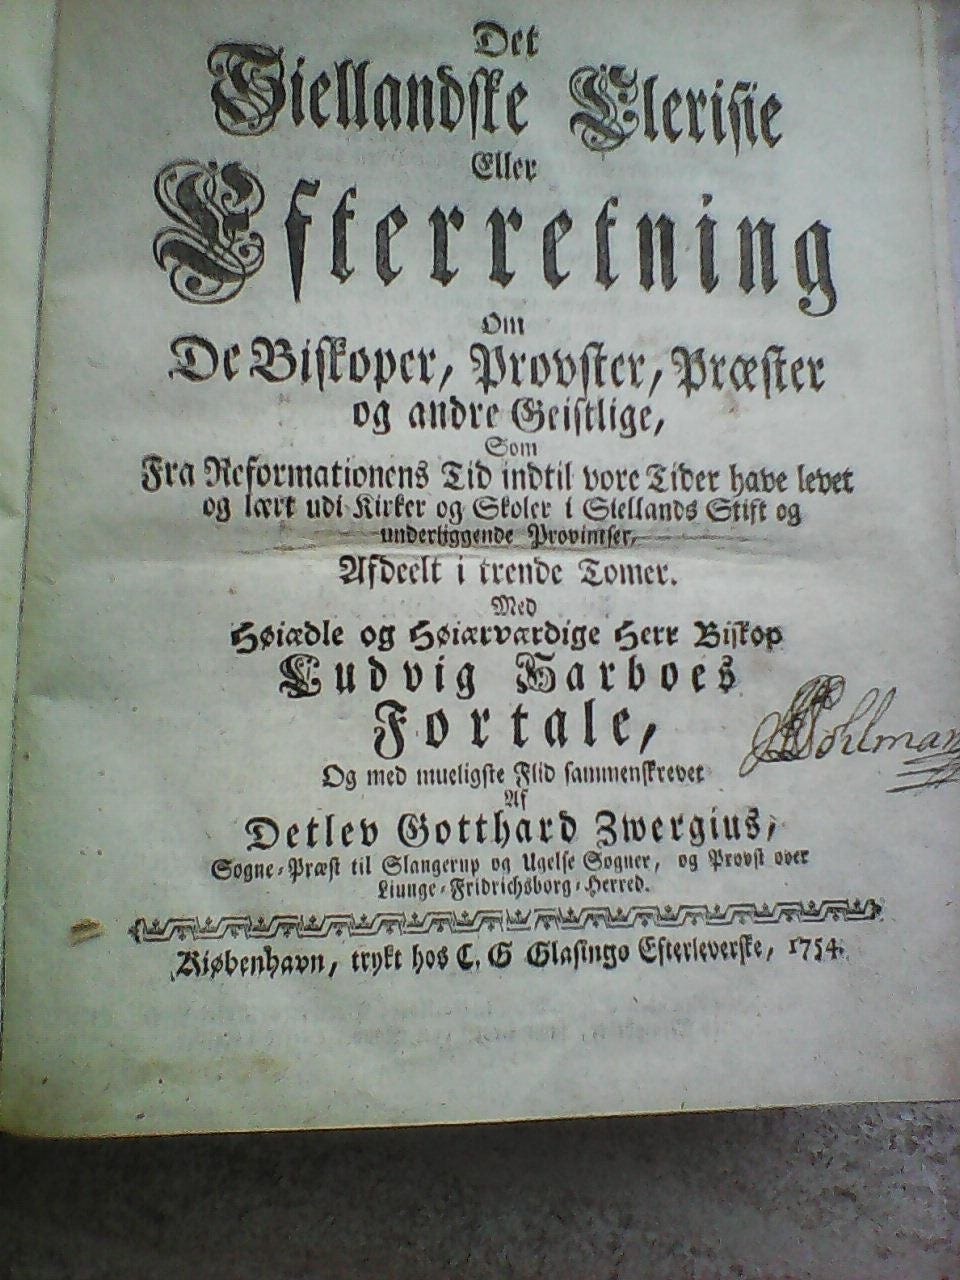 Det
Siellandske Clerisie
Eller
Efterretning
Om
De Biskoper, Provster, Præster
og andre Geistlige,
Som
Fra Reformationens Tid indtil vore Tider have levet
og lært udi Kirker og Skoler i Siellands Stift og
underliggende Provintser,
Afdeelt i trende Tomer.
Med
Høiædle og Høiærværdige Herr Biskop
Ludvig Harboes
Fortale,
Og med mueligste Flid sammenskrevet
Af
Detlev Gotthard Zwergius,
Sogne-Præst til Slangerup og Ugelse Sogner, og Provst over
Liunge-Fridrichsborg-Herred.
Kiøbenhavn, trykt hos C. G Glasings Efterleverske, 1754.